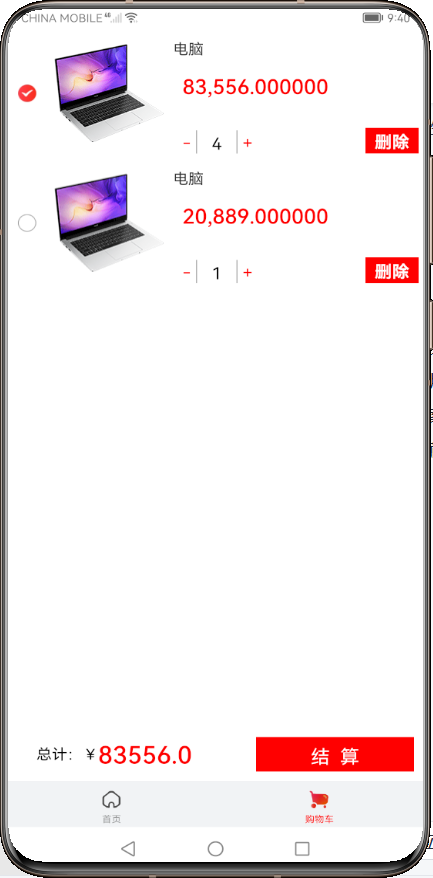 CHINA MOBILE 4G 9:40
电脑
83,556.000000
- 4 + 删除
电脑
20,889.000000
- 1 + 删除
总计: ￥83556.0 结 算
首页 购物车